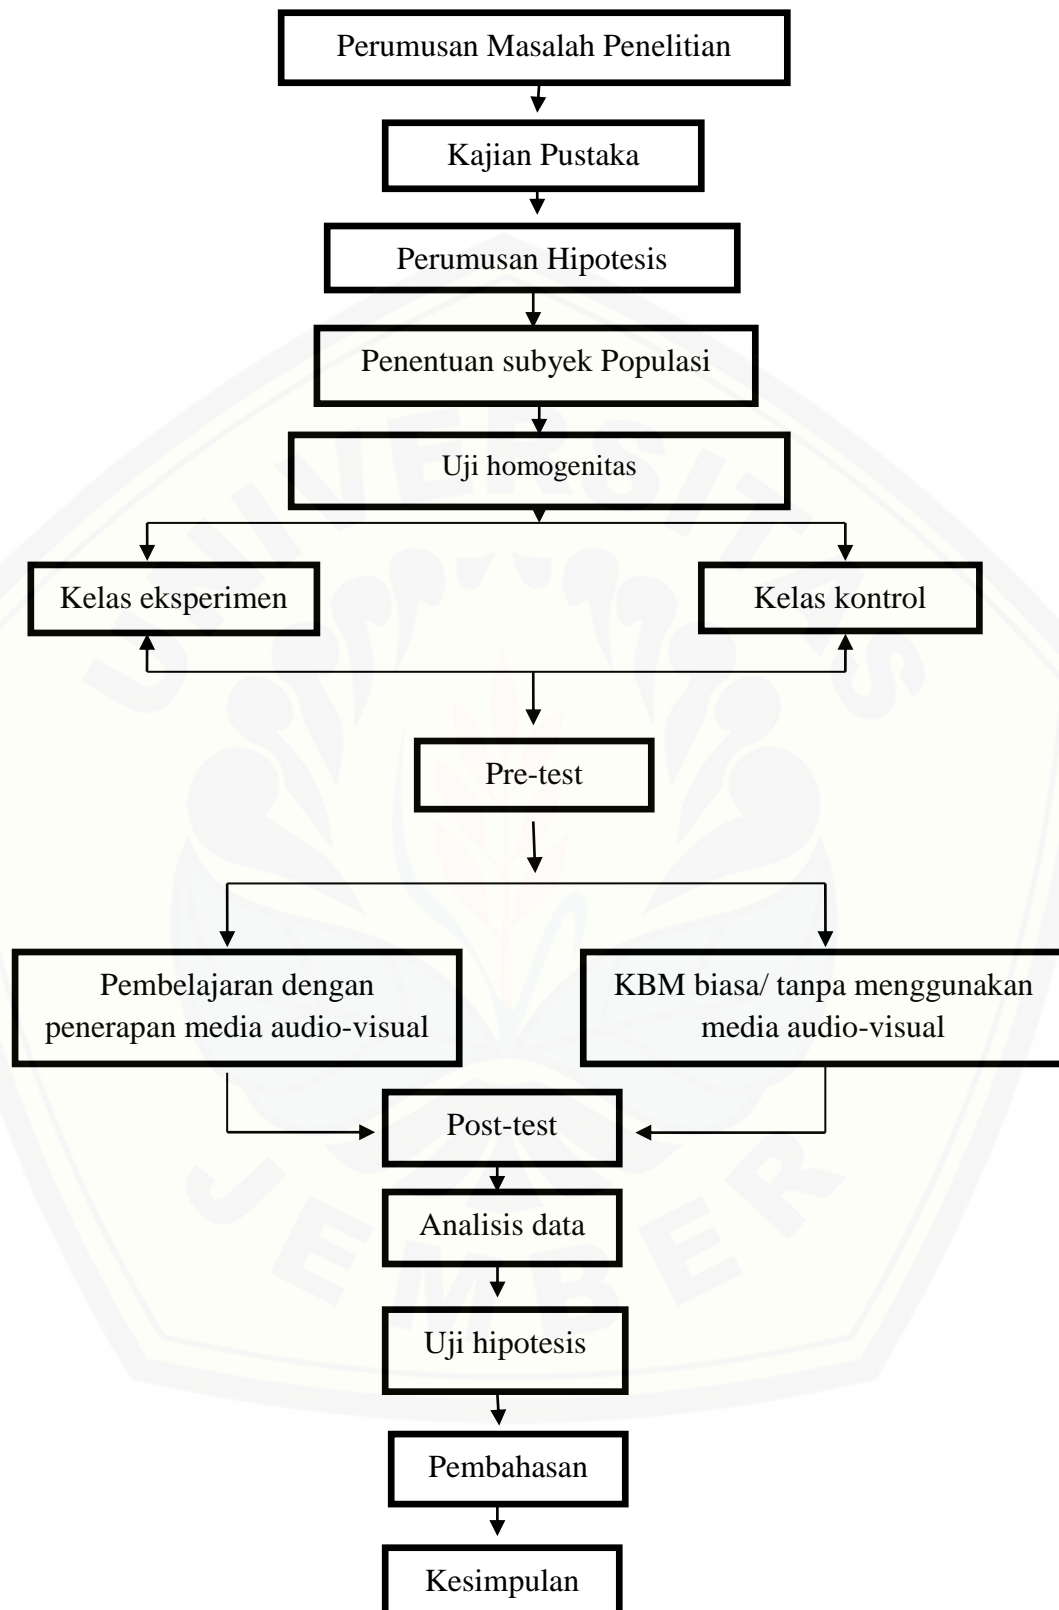 Perumusan Masalah Penelitian
Kajian Pustaka
Perumusan Hipotesis
Penentuan subyek Populasi
Uji homogenitas
Kelas eksperimen
Kelas kontrol
Pre-test
Pembelajaran dengan
penerapan media audio-visual
KBM biasa/ tanpa menggunakan
media audio-visual
Post-test
Analisis data
Uji hipotesis
Pembahasan
Kesimpulan
UNIVERSITAS
JEMBER